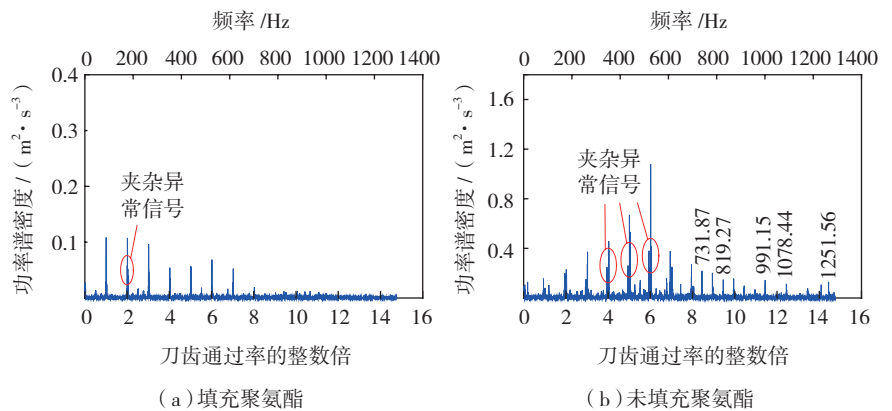 频率 /Hz
0 200 400 600 800 1000 1200 1400
0.4
0.3
0.2
0.1
功率谱密度 /（m²·s⁻³）
夹杂异
常信号
0 2 4 6 8 10 12 14 16
刀齿通过率的整数倍
（a）填充聚氨酯
频率 /Hz
0 200 400 600 800 1000 1200 1400
1.6
1.2
0.8
0.4
功率谱密度 /（m²·s⁻³）
夹杂异
常信号
731.87
819.27
991.15
1078.44
1251.56
0 2 4 6 8 10 12 14 16
刀齿通过率的整数倍
（b）未填充聚氨酯